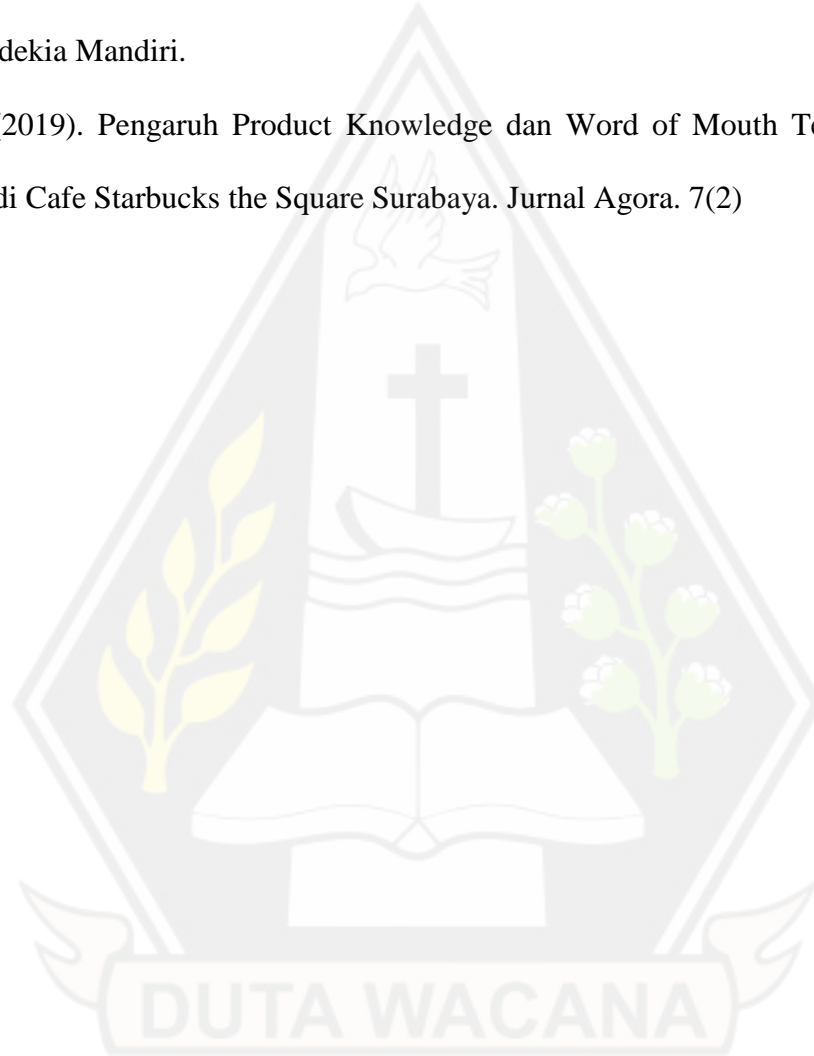 dekia Mandiri.
(2019). Pengaruh Product Knowledge dan Word of Mouth
di Cafe Starbucks the Square Surabaya. Jurnal Agora. 7(2)
DUTA WACANA